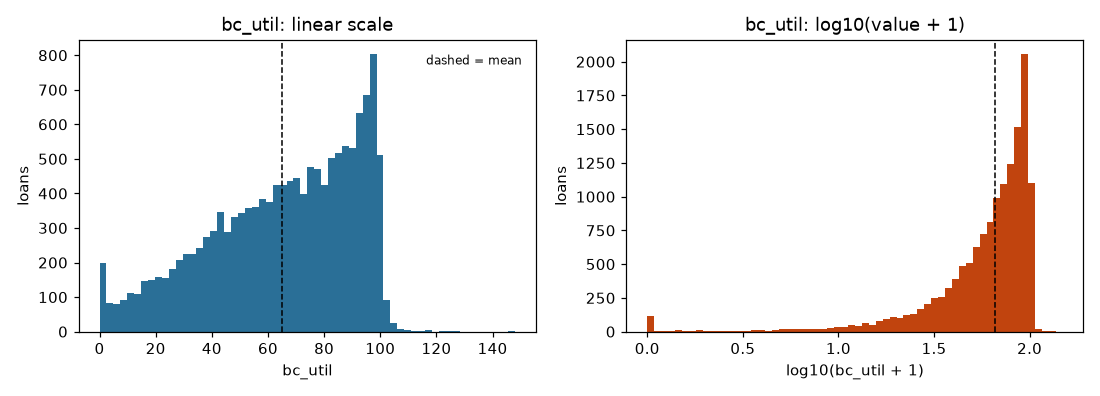 bc_util: linear scale
dashed = mean
800
700
600
500
400
300
200
100
0
loans
0 20 40 60 80 100 120 140
bc_util
bc_util: log10(value + 1)
2000
1750
1500
1250
1000
750
500
250
0
loans
0.0 0.5 1.0 1.5 2.0
log10(bc_util + 1)